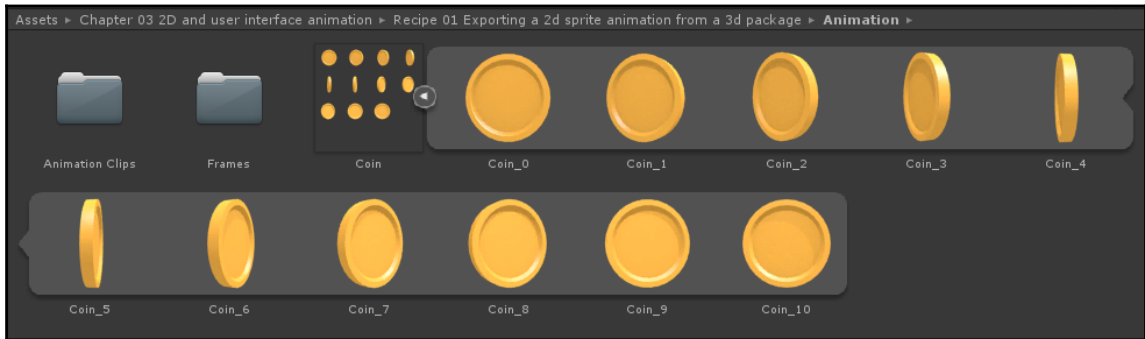 Assets ▸ Chapter 03 2D and user interface animation ▸ Recipe 01 Exporting a 2d sprite animation from a 3d package ▸ Animation ▸
Animation Clips Frames Coin Coin_0 Coin_1 Coin_2 Coin_3 Coin_4
Coin_5 Coin_6 Coin_7 Coin_8 Coin_9 Coin_10